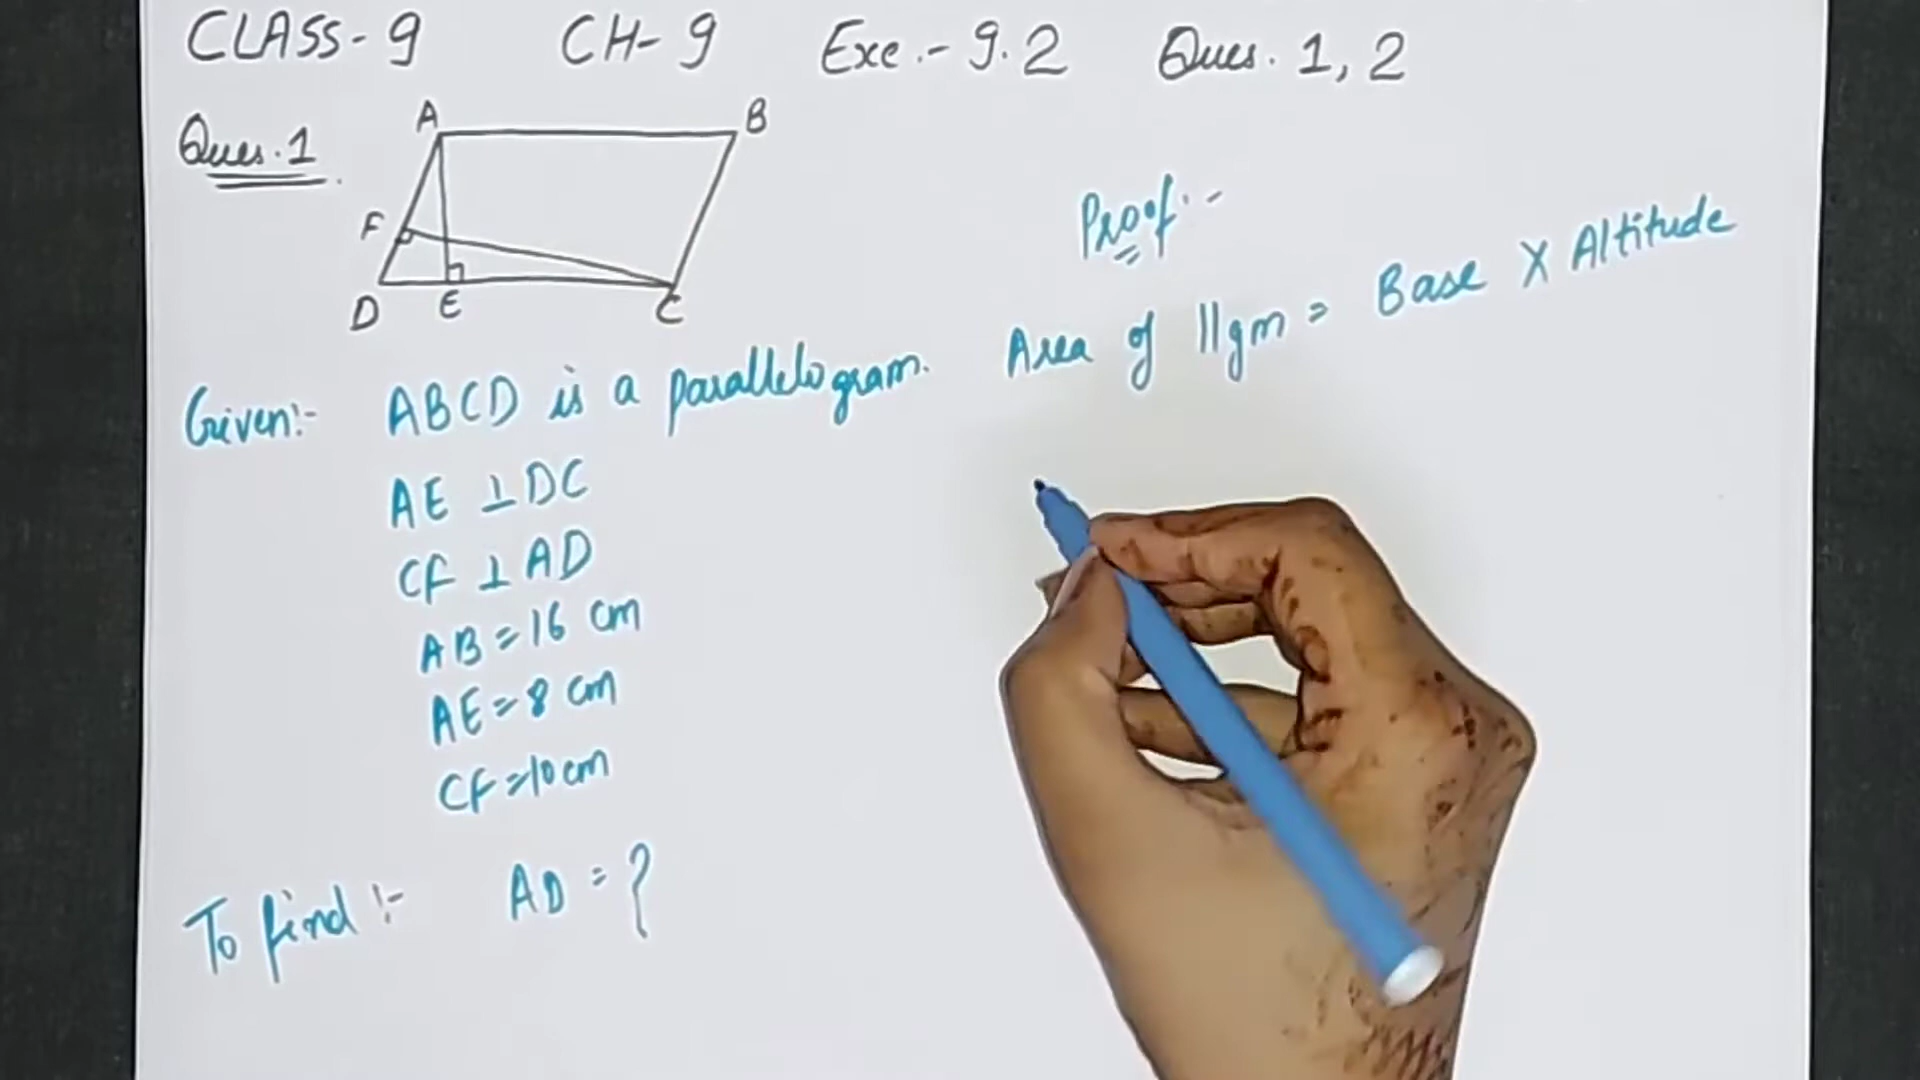 CLASS-9 CH-9 Exe.-9.2 Ques. 1,2
Ques.1
A B
F
D E C
Given:- ABCD is a parallelogram.
AE ⊥ DC
CF ⊥ AD
AB = 16 cm
AE = 8 cm
CF = 10 cm
To find :- AD = ?
Proof:-
Area of ||gm = Base X Altitude